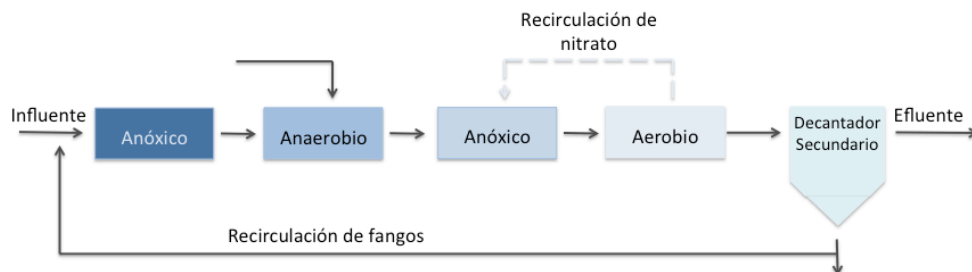 Recirculación de
nitrato
Influente
Anóxico
Anaerobio
Anóxico
Aerobio
Decantador
Secundario
Efluente
Recirculación de fangos